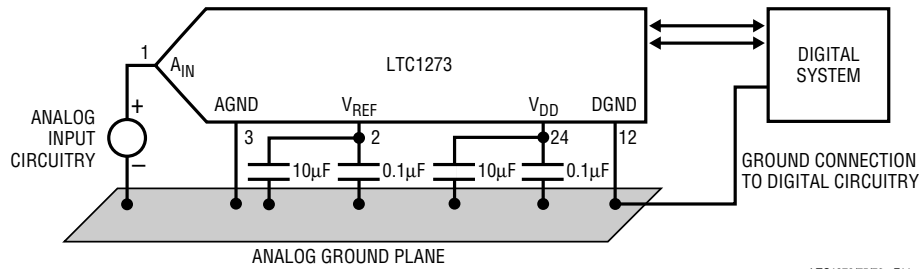 1
A_IN
LTC1273
DIGITAL
SYSTEM
AGND
V_REF
V_DD
DGND
+
ANALOG
INPUT
CIRCUITRY
–
3
2
24
12
10µF
0.1µF
10µF
0.1µF
GROUND CONNECTION
TO DIGITAL CIRCUITRY
ANALOG GROUND PLANE